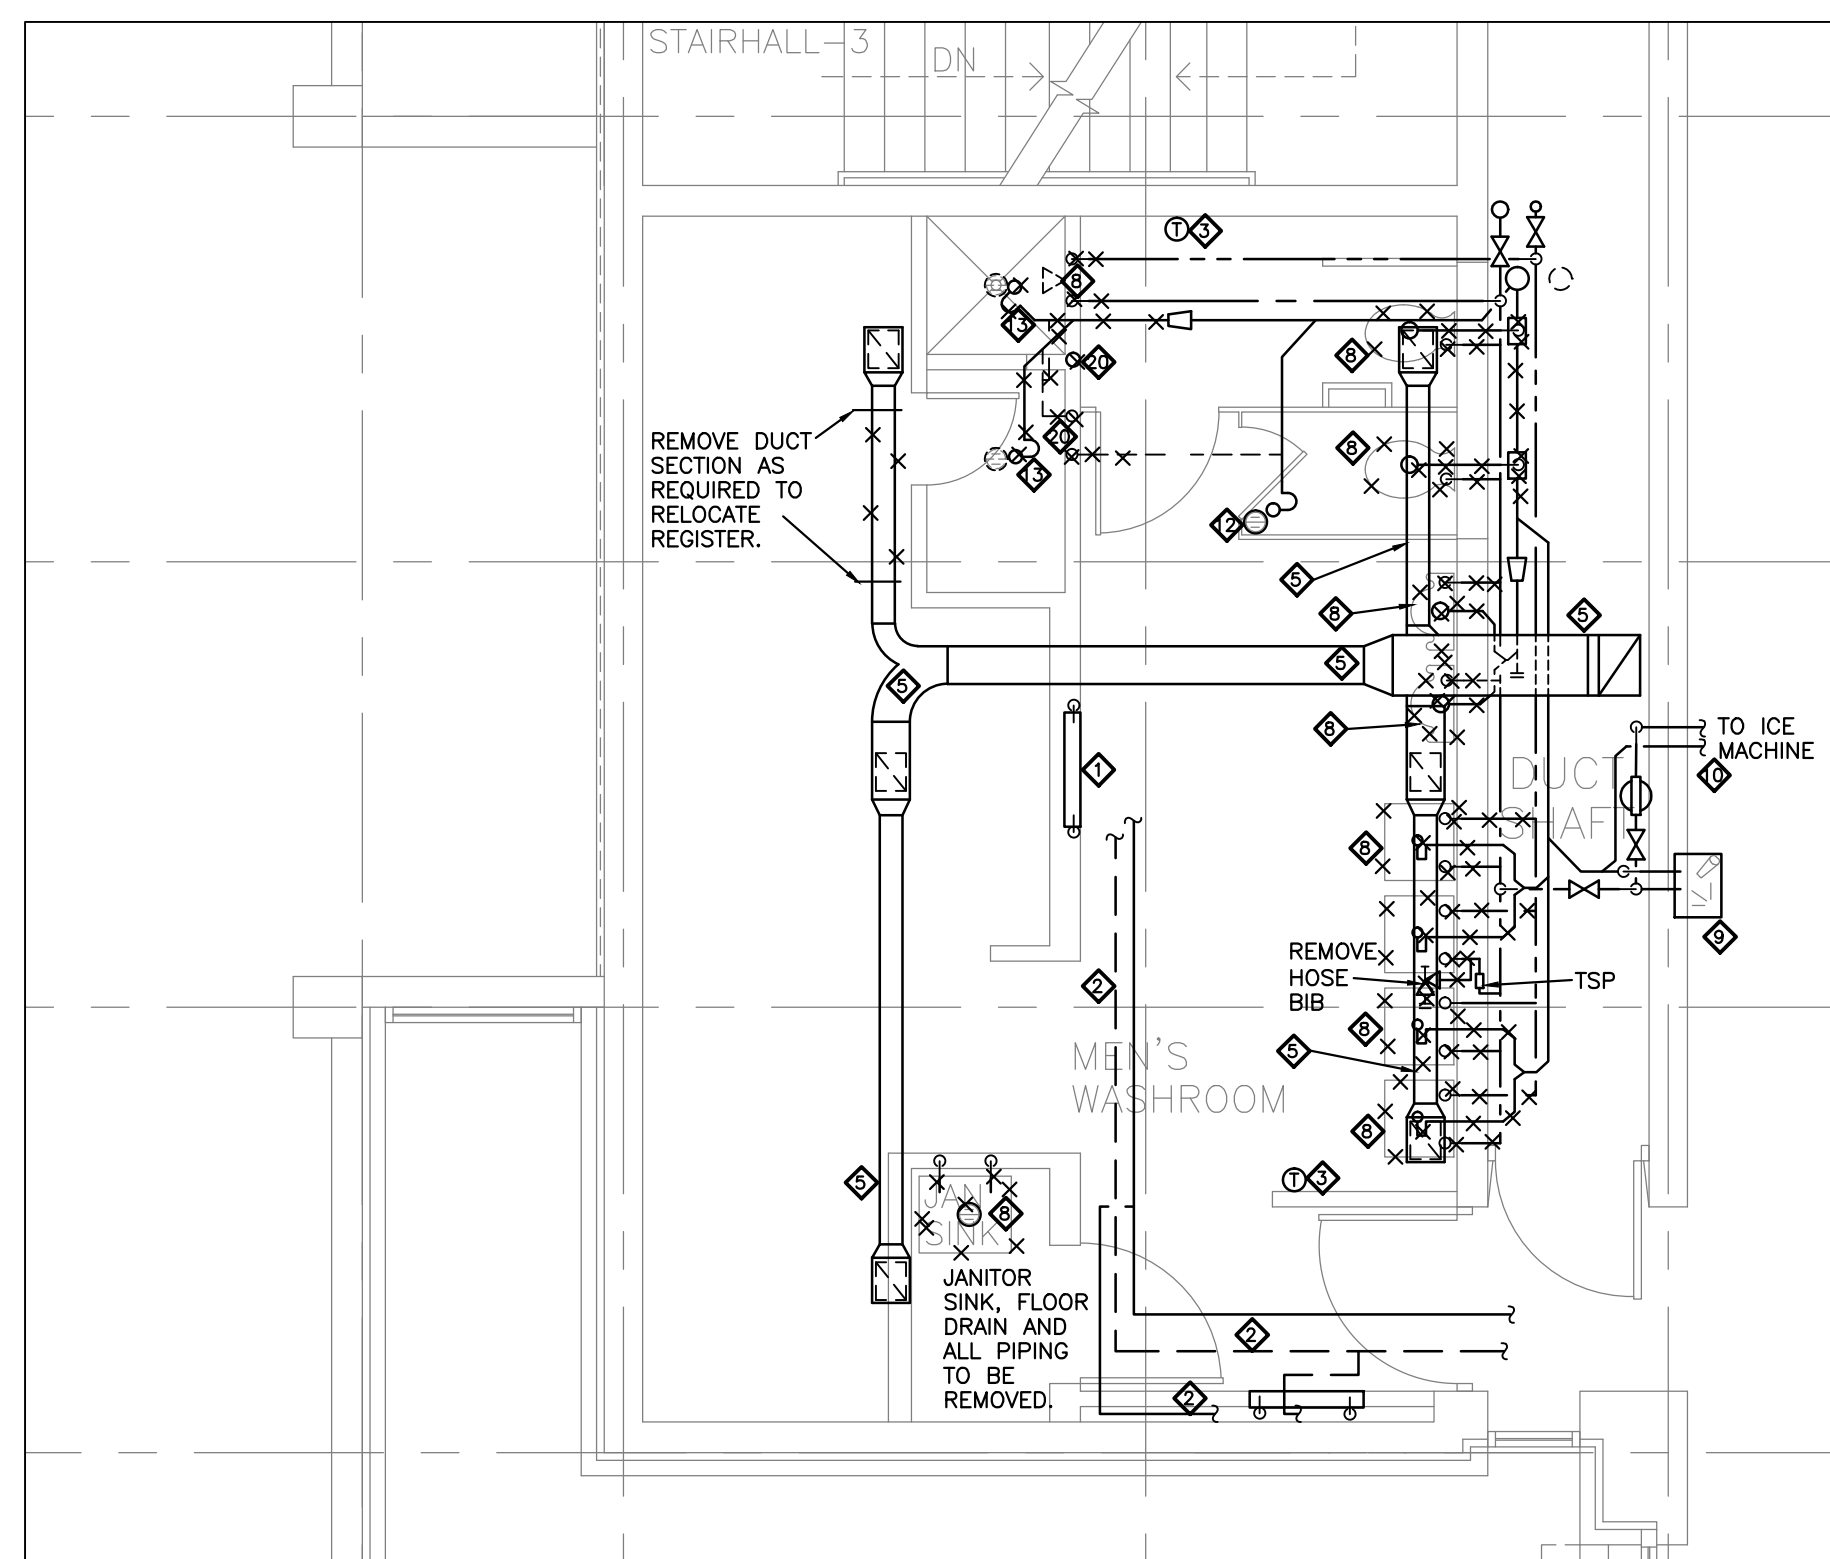 STAIRHALL-3
DN
T 3
8
13
20
8
20
13
8
12
REMOVE DUCT
SECTION AS
REQUIRED TO
RELOCATE
REGISTER.
5
8
5
5
5
8
1
TO ICE
MACHINE
10
DUCT
SHAFT
8
9
REMOVE
HOSE
BIB
TSP
2
8
5
MEN'S
WASHROOM
8
T 3
5
JAN
SINK
8
JANITOR
SINK, FLOOR
DRAIN AND
ALL PIPING
TO BE
REMOVED.
2
2